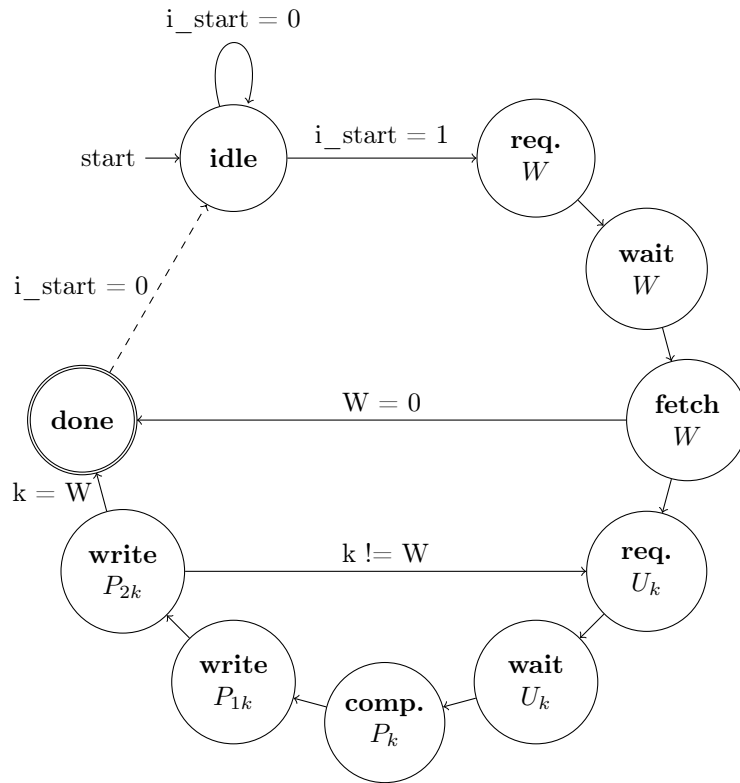 i_start = 0
start
idle
i_start = 1
req.
W
wait
W
i_start = 0
done
W = 0
fetch
W
k = W
write
P2k
k != W
req.
Uk
write
P1k
comp.
Pk
wait
Uk